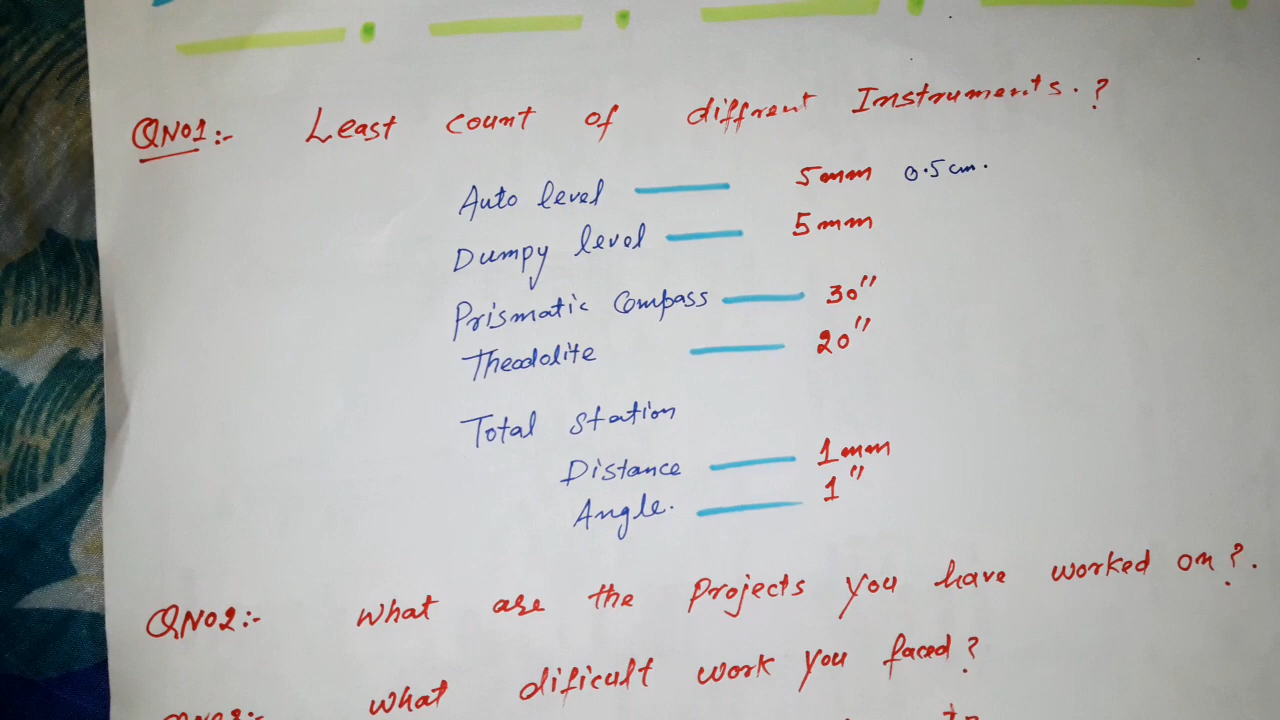 QNO1:- Least count of diffrent Instruments.?
Auto level 5mm 0.5cm.
Dumpy level 5mm
Prismatic Compass 30"
Theodolite 20"
Total Station
Distance 1mm
Angle. 1"
QNO2:- What are the Projects you have worked on?.
what dificult work you faced?